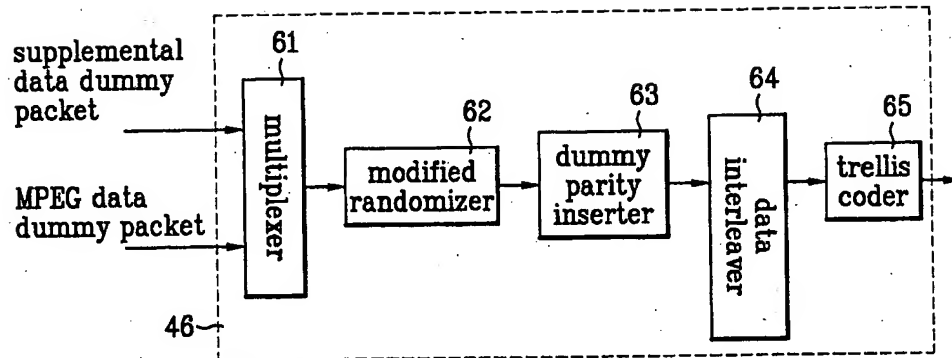 supplemental
data dummy
packet
MPEG data
dummy packet
61
multiplexer
62
modified
randomizer
63
dummy
parity
inserter
64
data
interleaver
65
trellis
coder
46